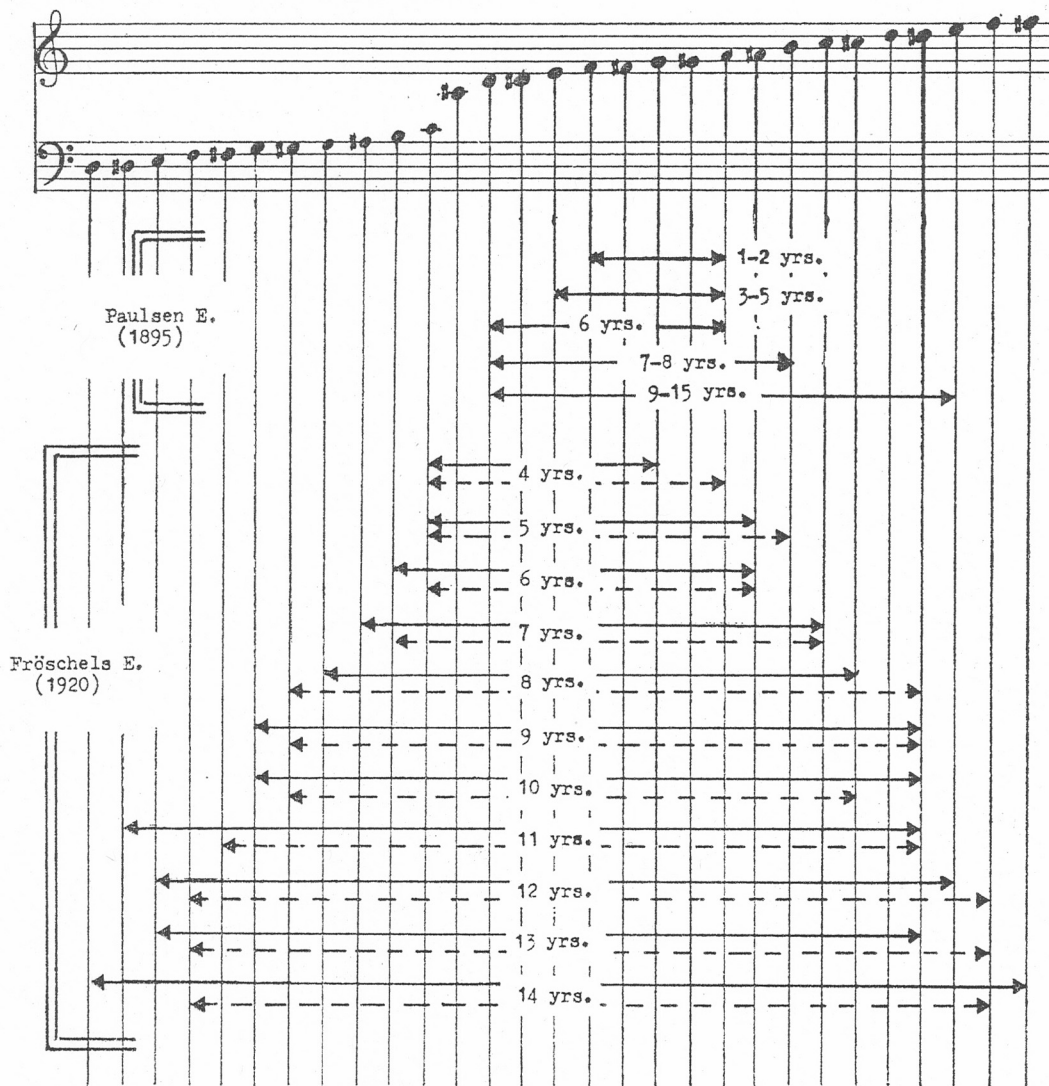 1-2 yrs.
3-5 yrs.
6 yrs.
7-8 yrs.
9-15 yrs.
Paulsen E.
(1895)
4 yrs.
5 yrs.
6 yrs.
7 yrs.
8 yrs.
9 yrs.
10 yrs.
11 yrs.
12 yrs.
13 yrs.
14 yrs.
Fröschels E.
(1920)